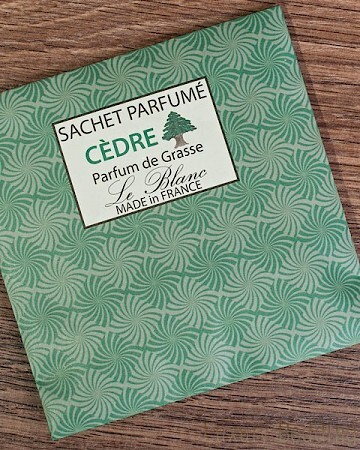 SACHET PARFUMÉ
CÈDRE
Parfum de Grasse
Le Blanc
MADE in FRANCE